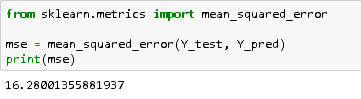 from sklearn.metrics import mean_squared_error
mse = mean_squared_error(Y_test, Y_pred)
print(mse)
16.28001355881937